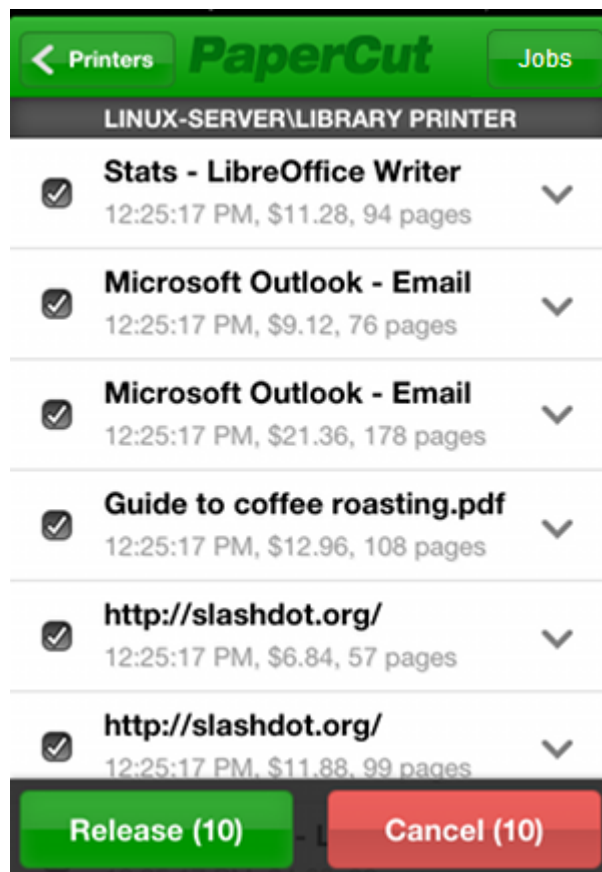 Printers PaperCut Jobs
LINUX-SERVER\LIBRARY PRINTER
Stats - LibreOffice Writer
12:25:17 PM, $11.28, 94 pages
Microsoft Outlook - Email
12:25:17 PM, $9.12, 76 pages
Microsoft Outlook - Email
12:25:17 PM, $21.36, 178 pages
Guide to coffee roasting.pdf
12:25:17 PM, $12.96, 108 pages
http://slashdot.org/
12:25:17 PM, $6.84, 57 pages
http://slashdot.org/
12:25:17 PM, $11.88, 99 pages
Release (10) Cancel (10)